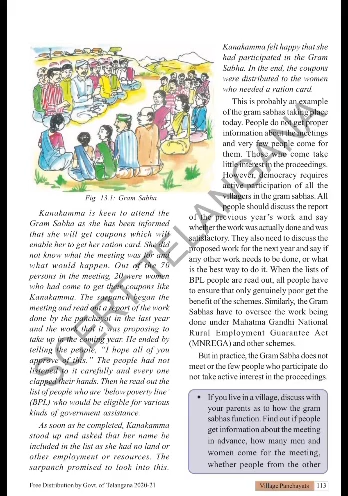 Fig 13.1: Gram Sabha
Kanakamma is keen to attend the
Gram Sabha as she has been informed
that she will get coupons which will
enable her to get her ration card. She did
not know what the meeting was for and
what would happen. Out of the 70
persons in the meeting, 20 were women
who had come to get their coupons like
Kanakamma. The sarpanch began the
meeting and read out a report of the work
done by the panchayat in the last year
and the work that it was proposing to
take up in the coming year. He ended by
telling the people, "I hope all of you
approve of this." The people had not
listened to it carefully and every one
clapped their hands. Then he read out the
list of people who are 'below poverty line'
(BPL) who would be eligible for various
kinds of government assistance
As soon as he completed, Kanakamma
stood up and asked that her name be
included in the list as she had no land or
other employment or resources. The
sarpanch promised to look into this.
Kanakamma felt happy that she
had participated in the Gram
Sabha. In the end, the coupons
were distributed to the women
who needed a ration card.
This is probably an example
of the gram sabhas taking place
today. People do not get proper
information about the meetings
and very few people come for
them. Those who come take
little interest in the proceedings.
However, democracy requires
active participation of all the
villagers in the gram sabhas. All
people should discuss the report
of the previous year's work and say
whether the work was actually done and was
satisfactory. They also need to discuss the
proposed work for the next year and say if
any other work needs to be done, or what
is the best way to do it. When the lists of
BPL people are read out, all people have
to ensure that only genuinely poor get the
benefit of the schemes. Similarly, the Gram
Sabhas have to oversee the work being
done under Mahatma Gandhi National
Rural Employment Guarantee Act
(MNREGA) and other schemes.
But in practice, the Gram Sabha does not
meet or the few people who participate do
not take active interest in the proceedings.
• If you live in a village, discuss with
your parents as to how the gram
sabhas function. Find out if people
get information about the meeting
in advance, how many men and
women come for the meeting,
whether people from the other
Free Distribution by Govt. of Telangana 2020-21
Village Panchayats 113